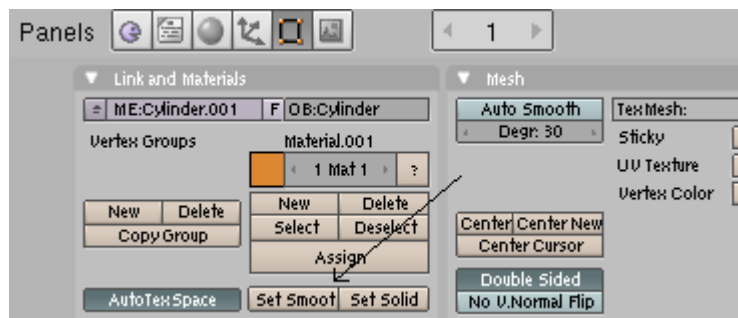 Panels 1
Link and Materials
ME:Cylinder.001 F OB:Cylinder
Vertex Groups Material.001
1 Mat 1 ?
New Delete New Delete
Copy Group Select Deselect
Assign
AutoTexSpace Set Smoot Set Solid
Mesh
Auto Smooth TexMesh:
Degr: 30 Sticky
UV Texture
Vertex Color
Center Center New
Center Cursor
Double Sided
No V.Normal Flip